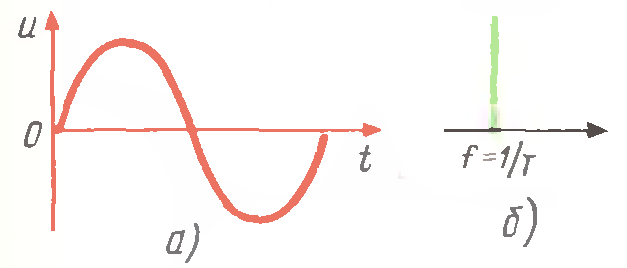 u
0
t
f = 1/T
а)
б)